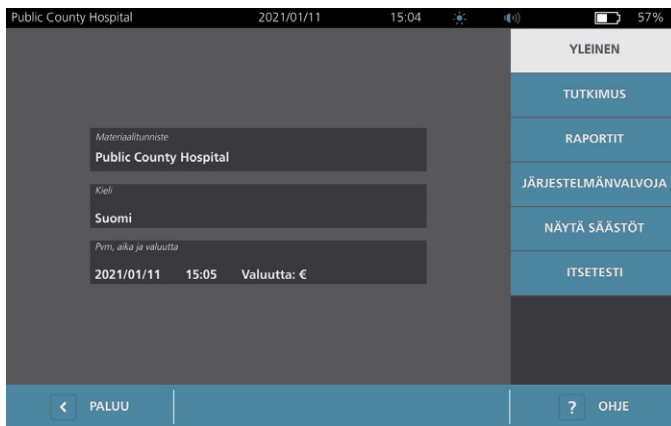 Public County Hospital 2021/01/11 15:04 57%
YLEINEN
TUTKIMUS
RAPORTIT
JÄRJESTELMÄNVALVOJA
NÄYTÄ SÄÄSTÖT
ITSETESTI
Materiaalitunniste
Public County Hospital
Kieli
Suomi
Pvm, aika ja valuutta
2021/01/11 15:05 Valuutta: €
< PALUU
? OHJE